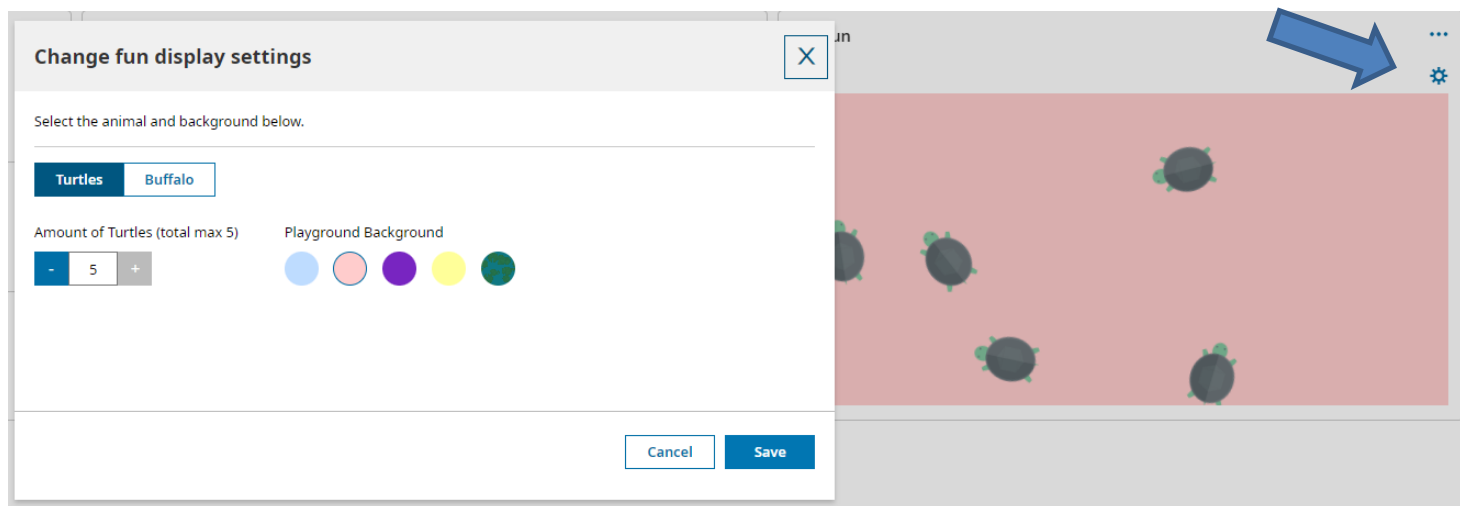 Change fun display settings
X
Select the animal and background below.
Turtles
Buffalo
Amount of Turtles (total max 5)
Playground Background
-
5
+
Cancel
Save